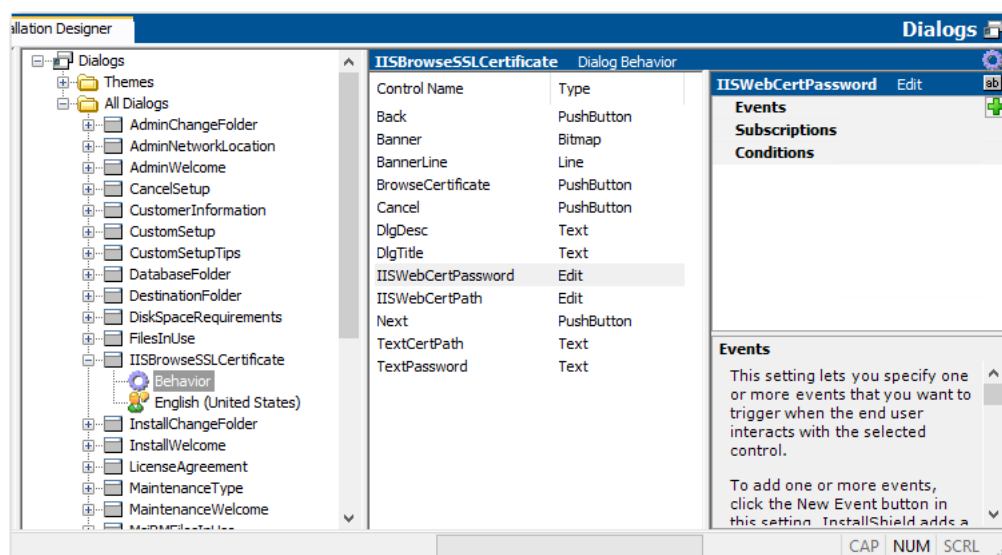 allation Designer
Dialogs
Dialogs
Themes
All Dialogs
AdminChangeFolder
AdminNetworkLocation
AdminWelcome
CancelSetup
CustomerInformation
CustomSetup
CustomSetupTips
DatabaseFolder
DestinationFolder
DiskSpaceRequirements
FilesInUse
IISBrowseSSLCertificate
Behavior
English (United States)
InstallChangeFolder
InstallWelcome
LicenseAgreement
MaintenanceType
MaintenanceWelcome
MsiRMFilesInUse
IISBrowseSSLCertificate Dialog Behavior
Control Name Type
Back PushButton
Banner Bitmap
BannerLine Line
BrowseCertificate PushButton
Cancel PushButton
DlgDesc Text
DlgTitle Text
IISWebCertPassword Edit
IISWebCertPath Edit
Next PushButton
TextCertPath Text
TextPassword Text
IISWebCertPassword Edit ab
Events
Subscriptions
Conditions
Events
This setting lets you specify one
or more events that you want to
trigger when the end user
interacts with the selected
control.
To add one or more events,
click the New Event button in
this setting. InstallShield adds a
CAP NUM SCRL